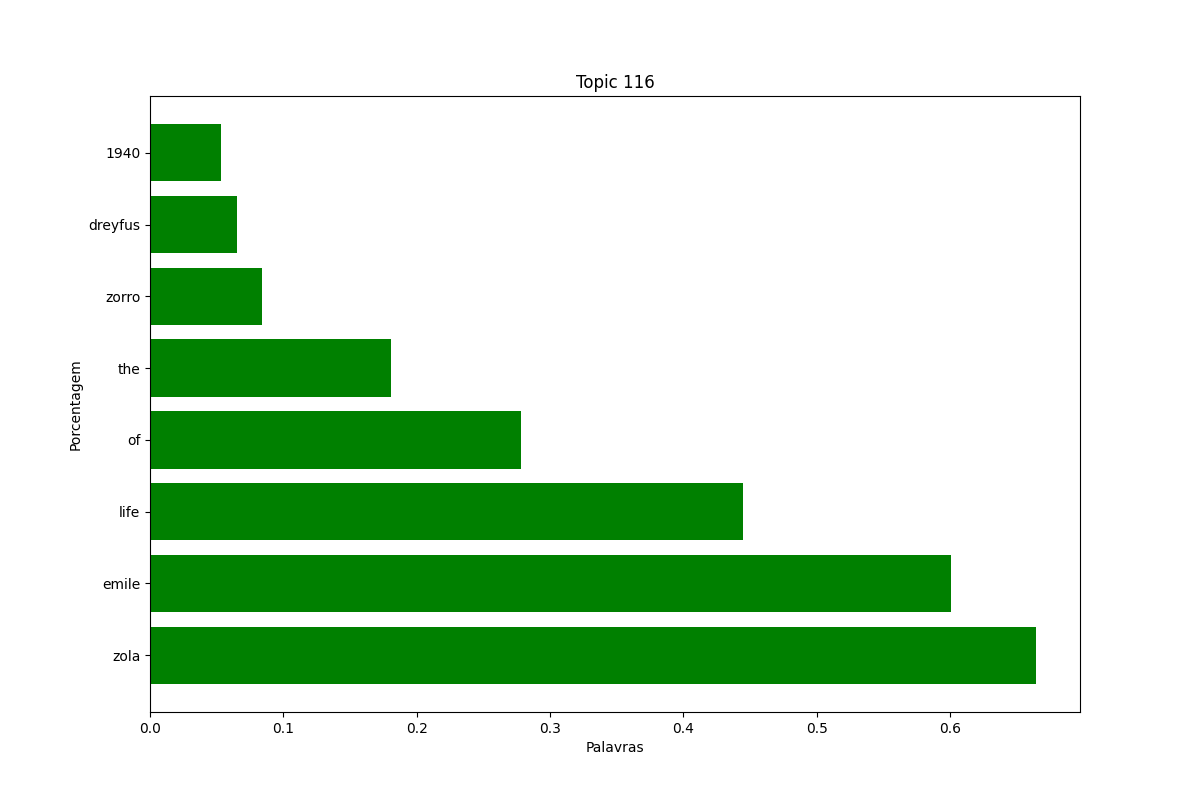 Topic 116
1940
dreyfus
zorro
the
of
life
emile
zola
Porcentagem
0.0 0.1 0.2 0.3 0.4 0.5 0.6
Palavras